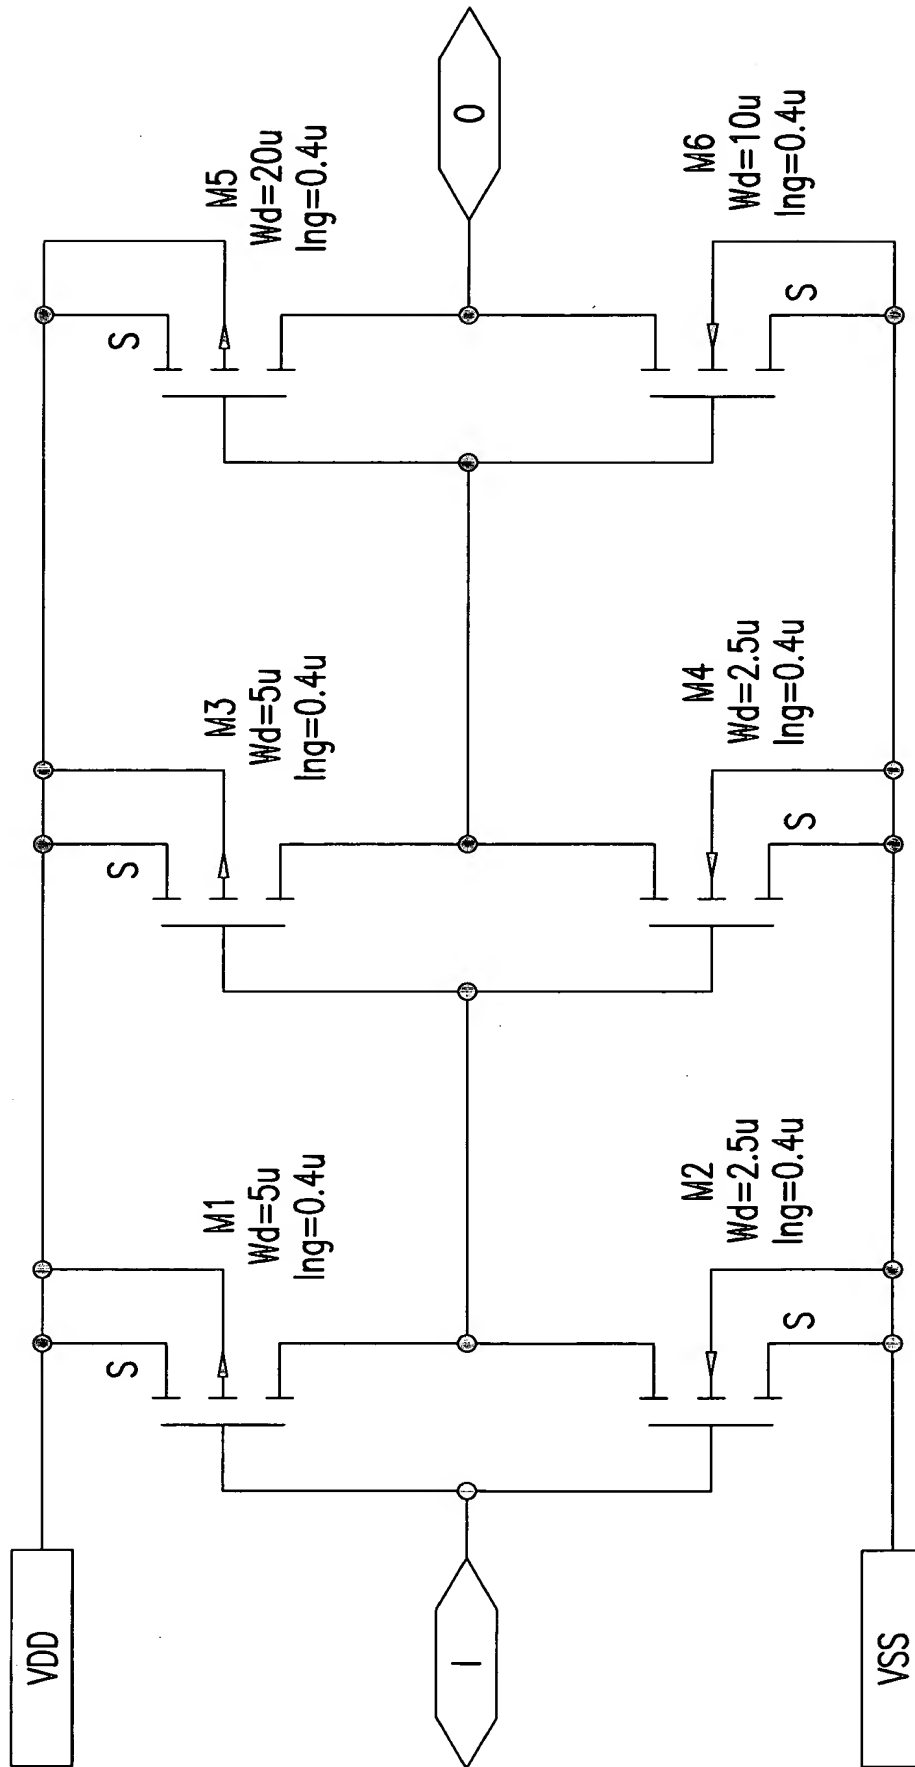 VDD
I
VSS
S
M1
Wd=5u
lng=0.4u
M2
Wd=2.5u
lng=0.4u
S
S
M3
Wd=5u
lng=0.4u
M4
Wd=2.5u
lng=0.4u
S
S
M5
Wd=20u
lng=0.4u
M6
Wd=10u
lng=0.4u
S
O